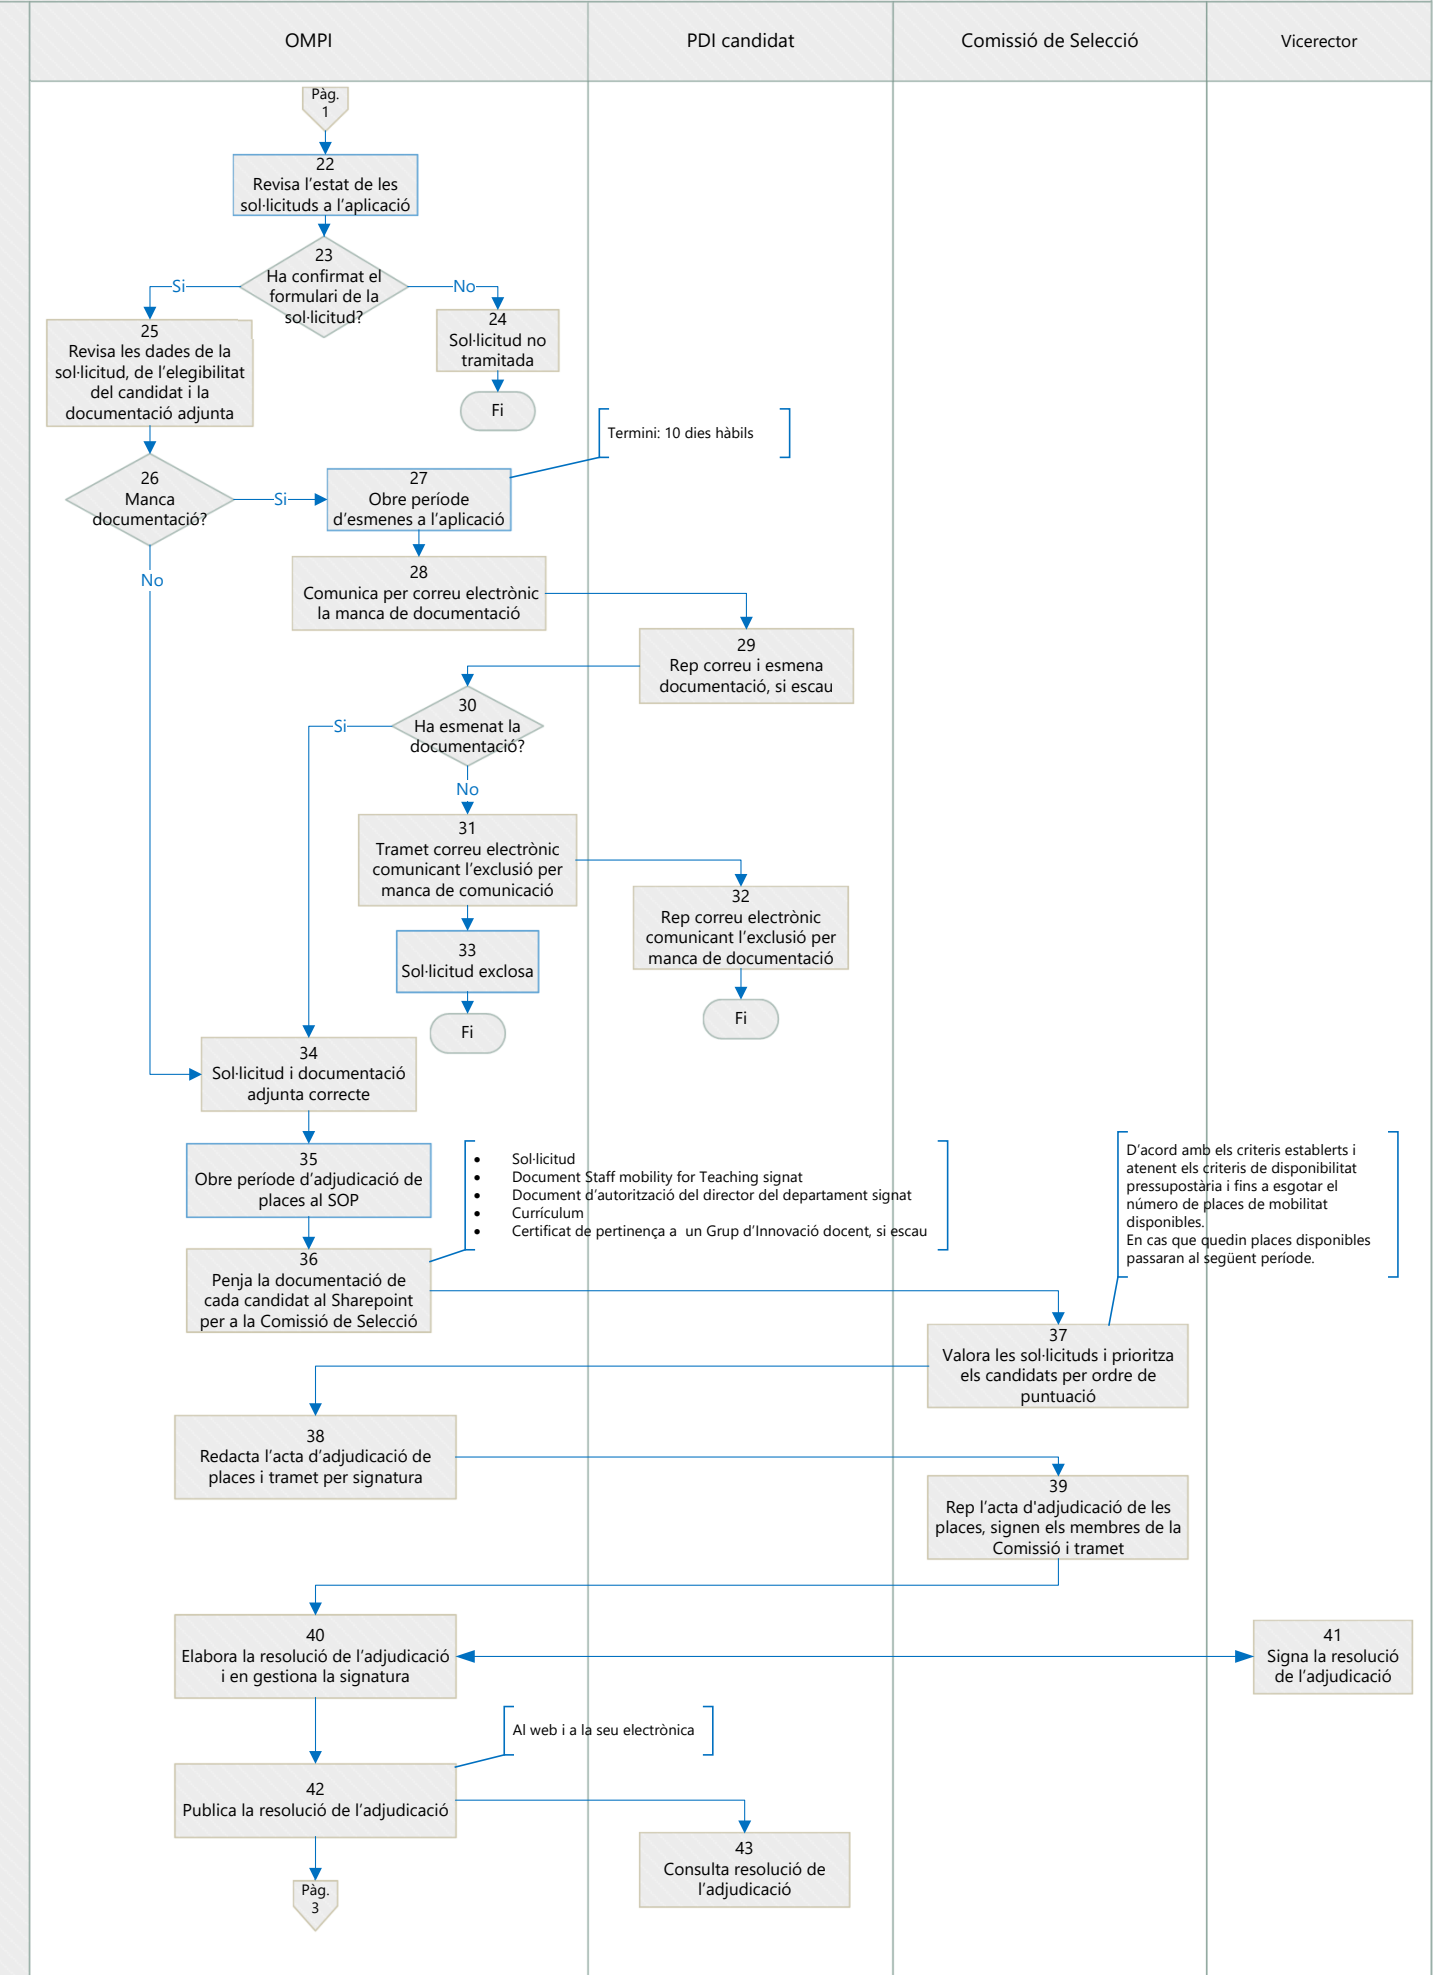 OMPI
PDI candidat
Comissió de Selecció
Vicerector
Pàg.
1
22
Revisa l'estat de les
sol·licituds a l'aplicació
23
Ha confirmat el
formulari de la
sol·licitud?
Si
No
24
Sol·licitud no
tramitada
Fi
25
Revisa les dades de la
sol·licitud, de l'elegibilitat
del candidat i la
documentació adjunta
Termini: 10 dies hàbils
26
Manca
documentació?
Si
No
27
Obre període
d'esmenes a l'aplicació
28
Comunica per correu electrònic
la manca de documentació
29
Rep correu i esmena
documentació, si escau
30
Ha esmenat la
documentació?
Si
No
31
Tramet correu electrònic
comunicant l'exclusió per
manca de comunicació
32
Rep correu electrònic
comunicant l'exclusió per
manca de documentació
Fi
33
Sol·licitud exclosa
Fi
34
Sol·licitud i documentació
adjunta correcte
35
Obre període d'adjudicació de
places al SOP
• Sol·licitud
• Document Staff mobility for Teaching signat
• Document d'autorització del director del departament signat
• Currículum
• Certificat de pertinença a  un Grup d'Innovació docent, si escau
D'acord amb els criteris establerts i
atenent els criteris de disponibilitat
pressupostària i fins a esgotar el
número de places de mobilitat
disponibles.
En cas que quedin places disponibles
passaran al següent període.
36
Penja la documentació de
cada candidat al Sharepoint
per a la Comissió de Selecció
37
Valora les sol·licituds i prioritza
els candidats per ordre de
puntuació
38
Redacta l'acta d'adjudicació de
places i tramet per signatura
39
Rep l'acta d'adjudicació de les
places, signen els membres de la
Comissió i tramet
40
Elabora la resolució de l'adjudicació
i en gestiona la signatura
41
Signa la resolució
de l'adjudicació
Al web i a la seu electrònica
42
Publica la resolució de l'adjudicació
43
Consulta resolució de
l'adjudicació
Pàg.
3